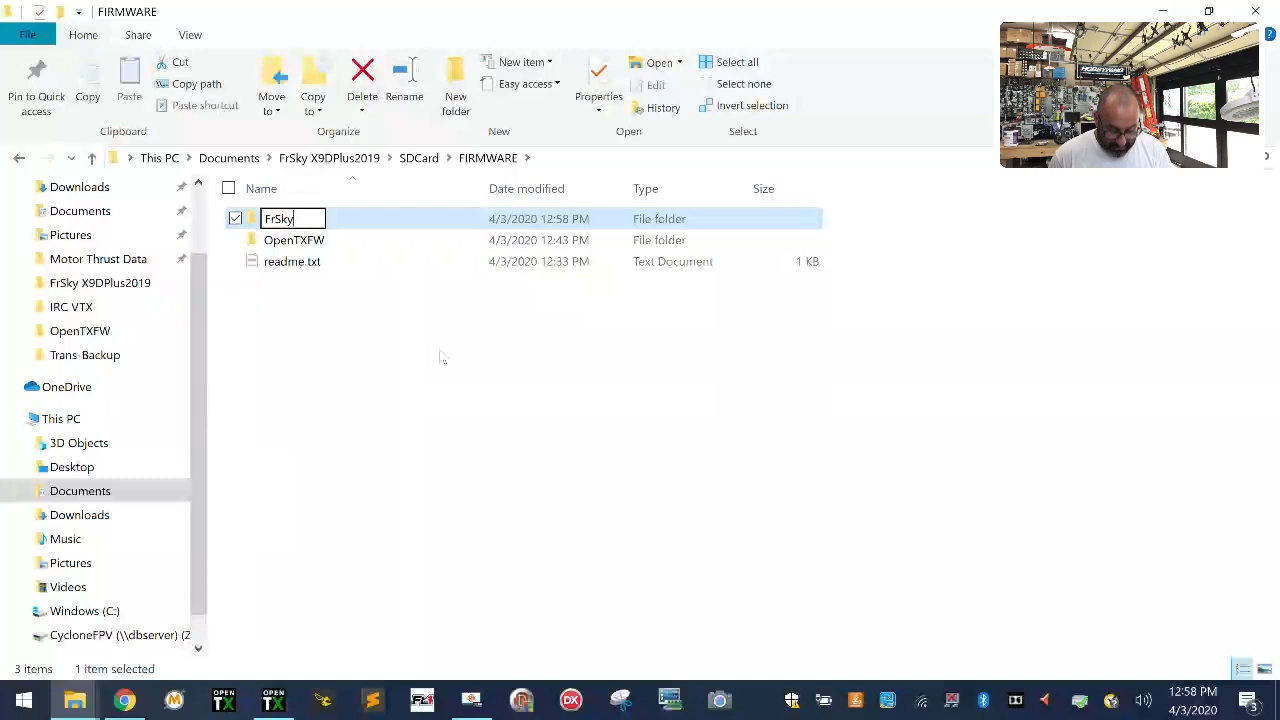 FIRMWARE
File Home Share View
Pin to Quick access
Copy
Paste
Cut
Copy path
Paste shortcut
Move to
Copy to
Delete
Rename
New folder
New item
Easy access
Properties
Open
Edit
History
Select all
Select none
Invert selection
Clipboard Organize New Open Select
This PC Documents FrSky X9DPlus2019 SDCard FIRMWARE
Name Date modified Type Size
FrSky 4/3/2020 12:58 PM File folder
OpenTXFW 4/3/2020 12:43 PM File folder
readme.txt 4/3/2020 12:33 PM Text Document 1 KB
Downloads
Documents
Pictures
Motor Thrust Data
FrSky X9DPlus2019
IRC VTX
OpenTXFW
Trans-Backup
OneDrive
This PC
3D Objects
Desktop
Documents
Downloads
Music
Pictures
Videos
Windows (C:)
CycloneFPV (\\dbserver) (Z
3 items 1 item selected
OPEN TX
OPEN TX
DX
12:58 PM
4/3/2020
3